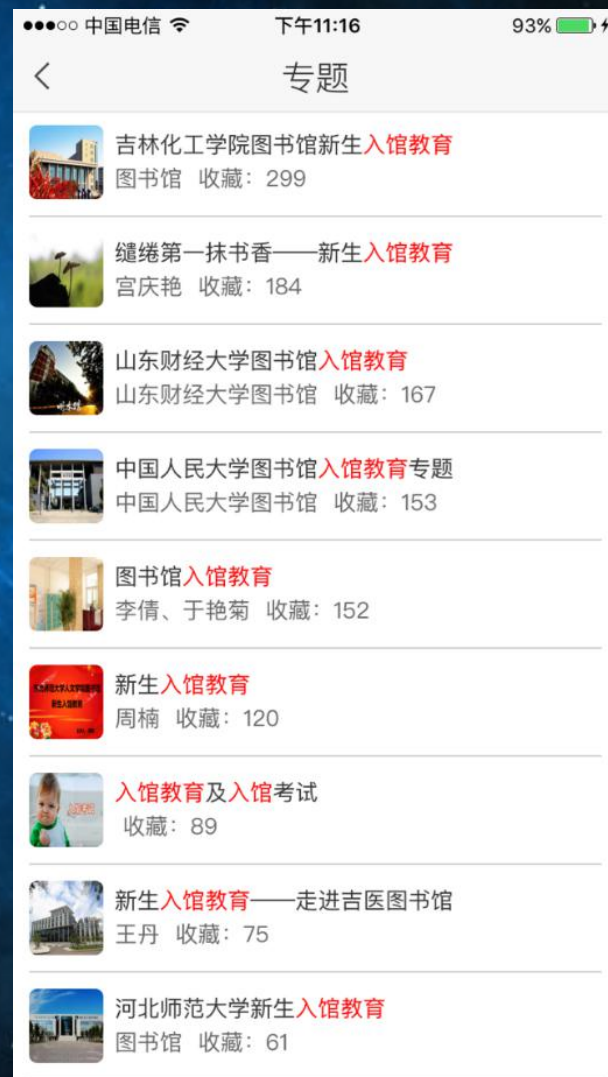 中国电信 下午11:16 93%
专题
吉林化工学院图书馆新生入馆教育
图书馆 收藏：299
缱绻第一抹书香——新生入馆教育
宫庆艳 收藏：184
山东财经大学图书馆入馆教育
山东财经大学图书馆 收藏：167
中国人民大学图书馆入馆教育专题
中国人民大学图书馆 收藏：153
图书馆入馆教育
李倩、于艳菊 收藏：152
新生入馆教育
新生入馆教育
周楠 收藏：120
入馆教育及入馆考试
收藏：89
新生入馆教育——走进吉医图书馆
王丹 收藏：75
河北师范大学新生入馆教育
图书馆 收藏：61